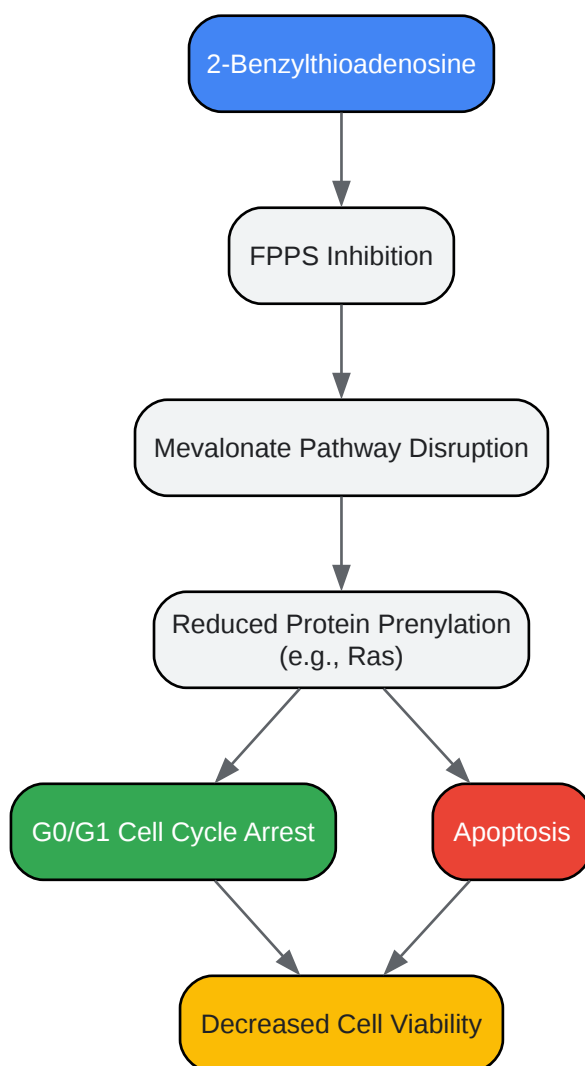 2-Benzylthioadenosine
FPPS Inhibition
Mevalonate Pathway Disruption
Reduced Protein Prenylation
(e.g., Ras)
G0/G1 Cell Cycle Arrest
Apoptosis
Decreased Cell Viability